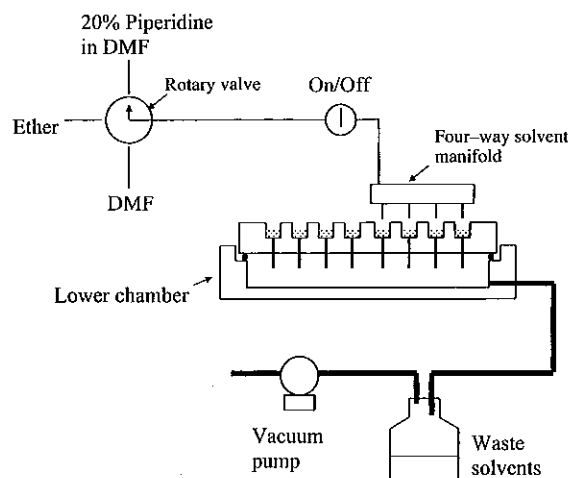 20% Piperidine
in DMF
Rotary valve
On/Off
Ether
Four–way solvent
manifold
DMF
Lower chamber
Vacuum
pump
Waste
solvents